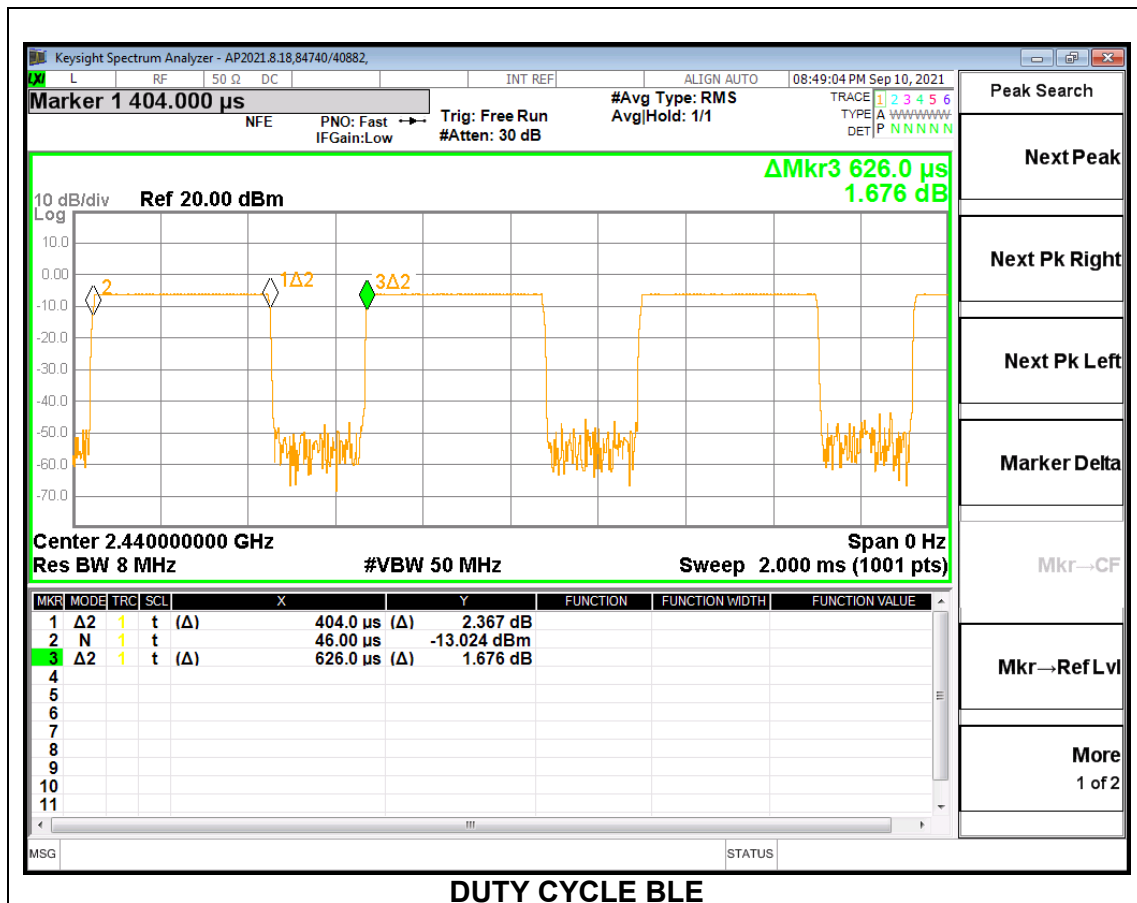 Keysight Spectrum Analyzer - AP2021.8.18,84740/40882,
LXI L RF 50 Ω DC INT REF ALIGN AUTO 08:49:04 PM Sep 10, 2021
Marker 1 404.000 µs
NFE PNO: Fast Trig: Free Run #Avg Type: RMS TRACE 1 2 3 4 5 6
IFGain:Low #Atten: 30 dB Avg|Hold: 1/1 TYPE A WWWWW
DET P N N N N N
ΔMkr3 626.0 µs
1.676 dB
10 dB/div Ref 20.00 dBm
Log
10.0
0.00
-10.0
-20.0
-30.0
-40.0
-50.0
-60.0
-70.0
2
1Δ2
3Δ2
Center 2.440000000 GHz Span 0 Hz
Res BW 8 MHz #VBW 50 MHz Sweep 2.000 ms (1001 pts)
MKR MODE TRC SCL X Y FUNCTION FUNCTION WIDTH FUNCTION VALUE
1 Δ2 1 t (Δ) 404.0 µs (Δ) 2.367 dB
2 N 1 t 46.00 µs -13.024 dBm
3 Δ2 1 t (Δ) 626.0 µs (Δ) 1.676 dB
4
5
6
7
8
9
10
11
MSG STATUS
Peak Search
Next Peak
Next Pk Right
Next Pk Left
Marker Delta
Mkr→CF
Mkr→Ref Lvl
More
1 of 2
DUTY CYCLE BLE